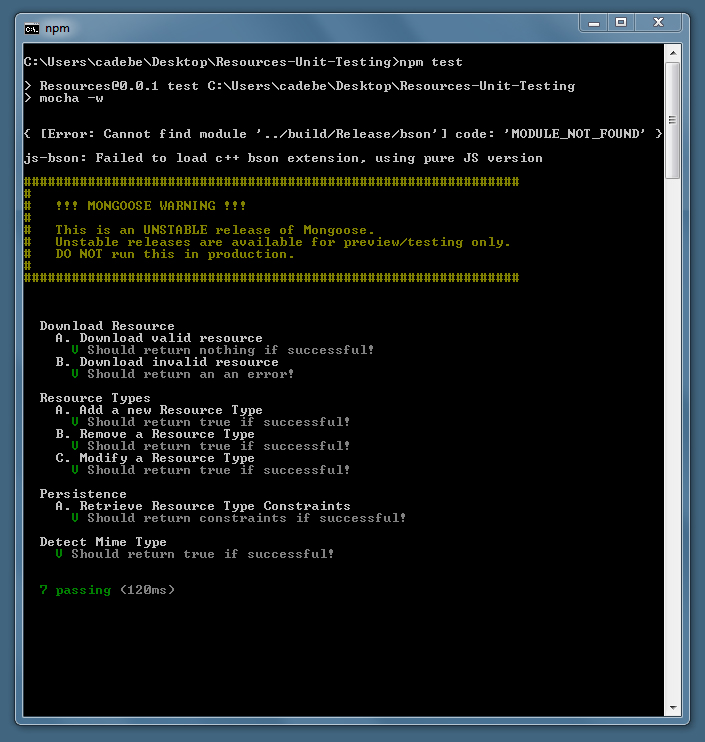 npm
C:\Users\cadebe\Desktop\Resources-Unit-Testing>npm test
> Resources@0.0.1 test C:\Users\cadebe\Desktop\Resources-Unit-Testing
> mocha -w
{ [Error: Cannot find module '../build/Release/bson'] code: 'MODULE_NOT_FOUND' }
js-bson: Failed to load c++ bson extension, using pure JS version
##############################################################
#
#   !!! MONGOOSE WARNING !!!
#
#   This is an UNSTABLE release of Mongoose.
#   Unstable releases are available for preview/testing only.
#   DO NOT run this in production.
#
##############################################################
Download Resource
A. Download valid resource
V Should return nothing if successful!
B. Download invalid resource
V Should return an an error!
Resource Types
A. Add a new Resource Type
V Should return true if successful!
B. Remove a Resource Type
V Should return true if successful!
C. Modify a Resource Type
V Should return true if successful!
Persistence
A. Retrieve Resource Type Constraints
V Should return constraints if successful!
Detect Mime Type
V Should return true if successful!
7 passing (120ms)